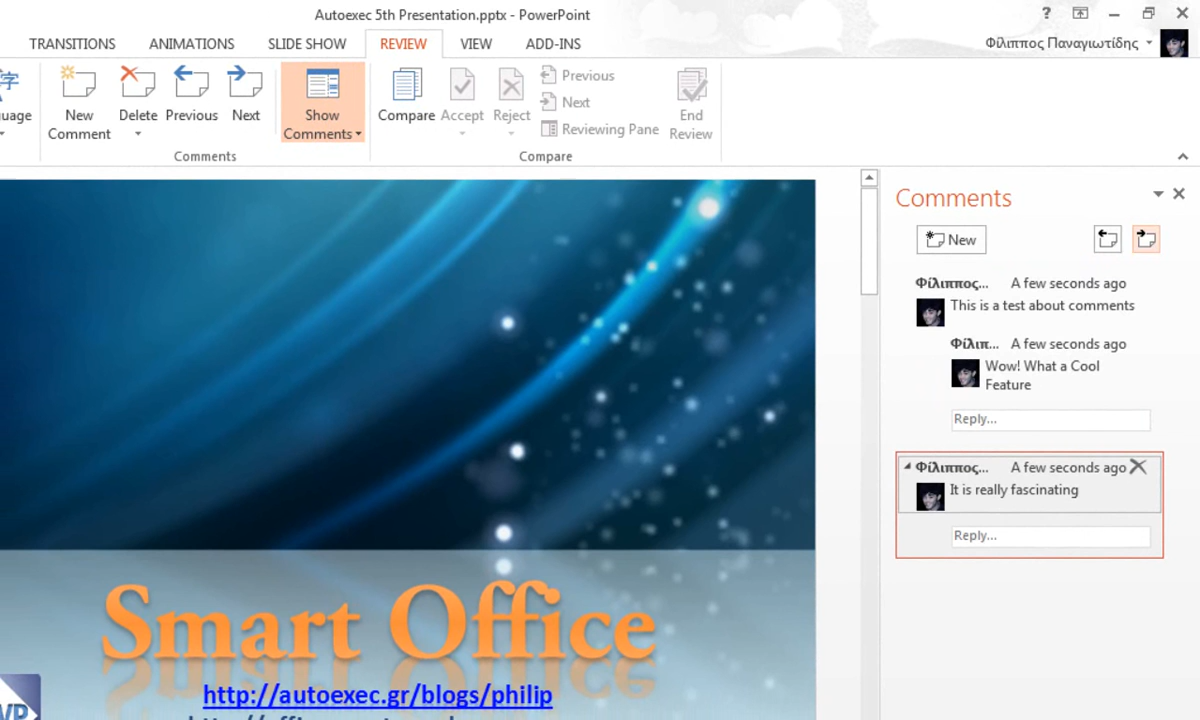 Autoexec 5th Presentation.pptx - PowerPoint
?
TRANSITIONS ANIMATIONS SLIDE SHOW REVIEW VIEW ADD-INS
Φίλιππος Παναγιωτίδης
字
uage
New
Comment
Delete
Previous
Next
Show
Comments
Comments
Compare
Accept
Reject
Previous
Next
Reviewing Pane
End
Review
Compare
Comments
New
Φίλιππος... A few seconds ago
This is a test about comments
Φίλιπ... A few seconds ago
Wow! What a Cool
Feature
Reply...
Φίλιππος... A few seconds ago
It is really fascinating
Reply...
Smart Office
http://autoexec.gr/blogs/philip